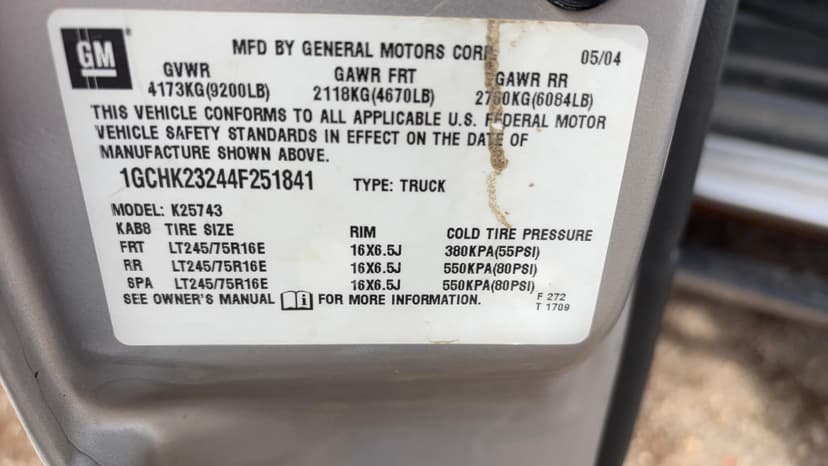 GM
MFD BY GENERAL MOTORS CORP 05/04
GVWR GAWR FRT GAWR RR
4173KG(9200LB) 2118KG(4670LB) 2760KG(6084LB)
THIS VEHICLE CONFORMS TO ALL APPLICABLE U.S. FEDERAL MOTOR
VEHICLE SAFETY STANDARDS IN EFFECT ON THE DATE OF
MANUFACTURE SHOWN ABOVE.
1GCHK23244F251841 TYPE: TRUCK
MODEL: K25743
KAB8 TIRE SIZE RIM COLD TIRE PRESSURE
FRT LT245/75R16E 16X6.5J 380KPA(55PSI)
RR LT245/75R16E 16X6.5J 550KPA(80PSI)
SPA LT245/75R16E 16X6.5J 550KPA(80PSI)
SEE OWNER'S MANUAL i FOR MORE INFORMATION.
F 272
T 1709